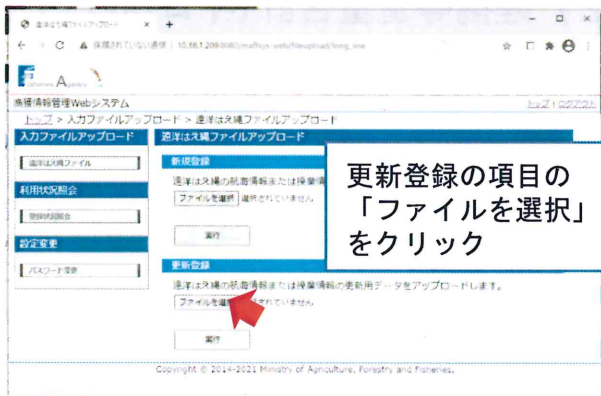 遠洋はえ縄ファイルアップロード
保護されていない通信 | 10.56.1.209:8080/maffsys-web/fileupload/long_line
Fisheries Agency
漁獲情報管理Webシステム
トップ | ログアウト
トップ > 入力ファイルアップロード > 遠洋はえ縄ファイルアップロード
入力ファイルアップロード
遠洋はえ縄ファイル
利用状況照会
登録状況照会
設定変更
パスワード変更
遠洋はえ縄ファイルアップロード
新規登録
遠洋はえ縄の航海情報または操業情
ファイルを選択 選択されていません
実行
更新登録
遠洋はえ縄の航海情報または操業情報の更新用データをアップロードします。
ファイルを選 されていません
実行
更新登録の項目の
「ファイルを選択」
をクリック
Copyright © 2014-2021 Ministry of Agriculture, Forestry and Fisheries.